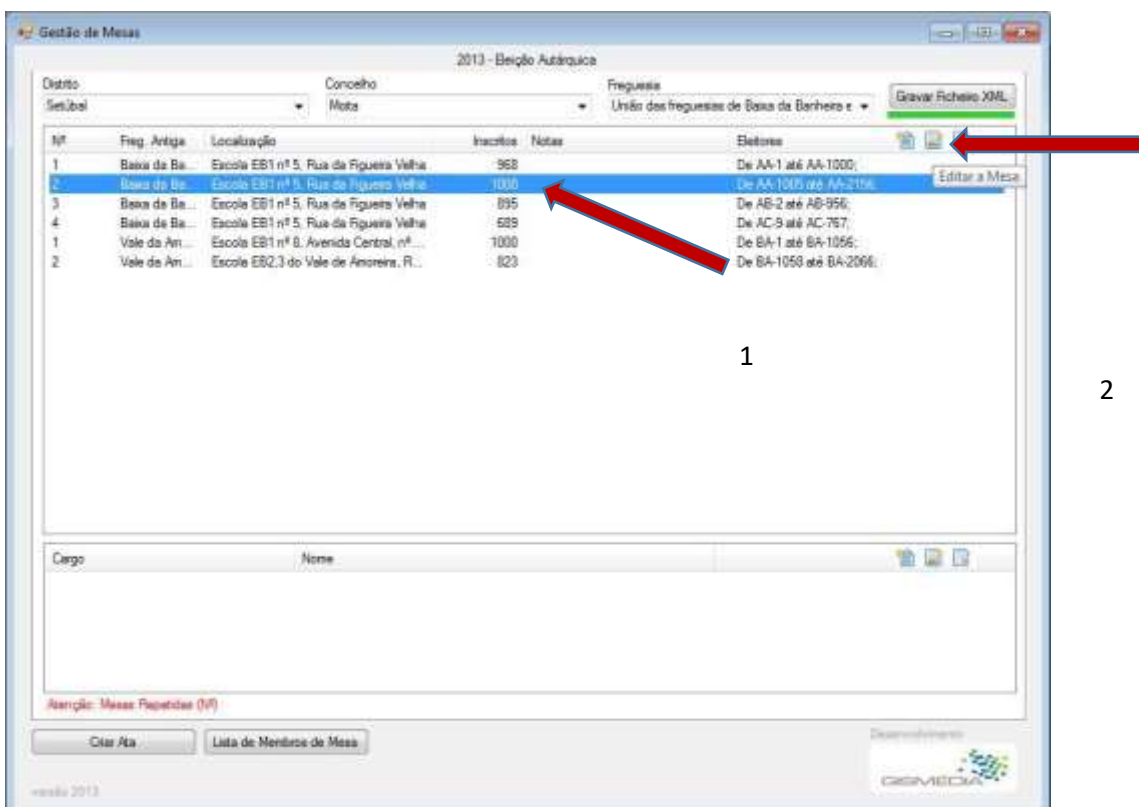 Gestão de Mesas
2013 - Eleição Autárquica
Distrito Concelho Freguesia
Setúbal Moita União das freguesias de Baixa da Banheira e
Gravar Ficheiro XML
Nº Freg. Antiga Localização Inscritos Notas Eleitores
1 Baixa da Ba... Escola EB1 nº 5, Rua da Figueira Velha 968 De AA-1 até AA-1000;
2 Baixa da Ba... Escola EB1 nº 5, Rua da Figueira Velha 1000 De AA-1005 até AA-2156;
Editar a Mesa
3 Baixa da Ba... Escola EB1 nº 5, Rua da Figueira Velha 895 De AB-2 até AB-956;
4 Baixa da Ba... Escola EB1 nº 5, Rua da Figueira Velha 689 De AC-9 até AC-767;
1 Vale da Am... Escola EB1 nº 8, Avenida Central, nº ... 1000 De BA-1 até BA-1056;
2 Vale da Am... Escola EB2,3 do Vale de Amoreira, R... 823 De BA-1058 até BA-2066;
1
2
Cargo Nome
Atenção: Mesas Repetidas (Nº)
Criar Ata Lista de Membros de Mesa
Desenvolvimento
GISMEDIA
versão 2013